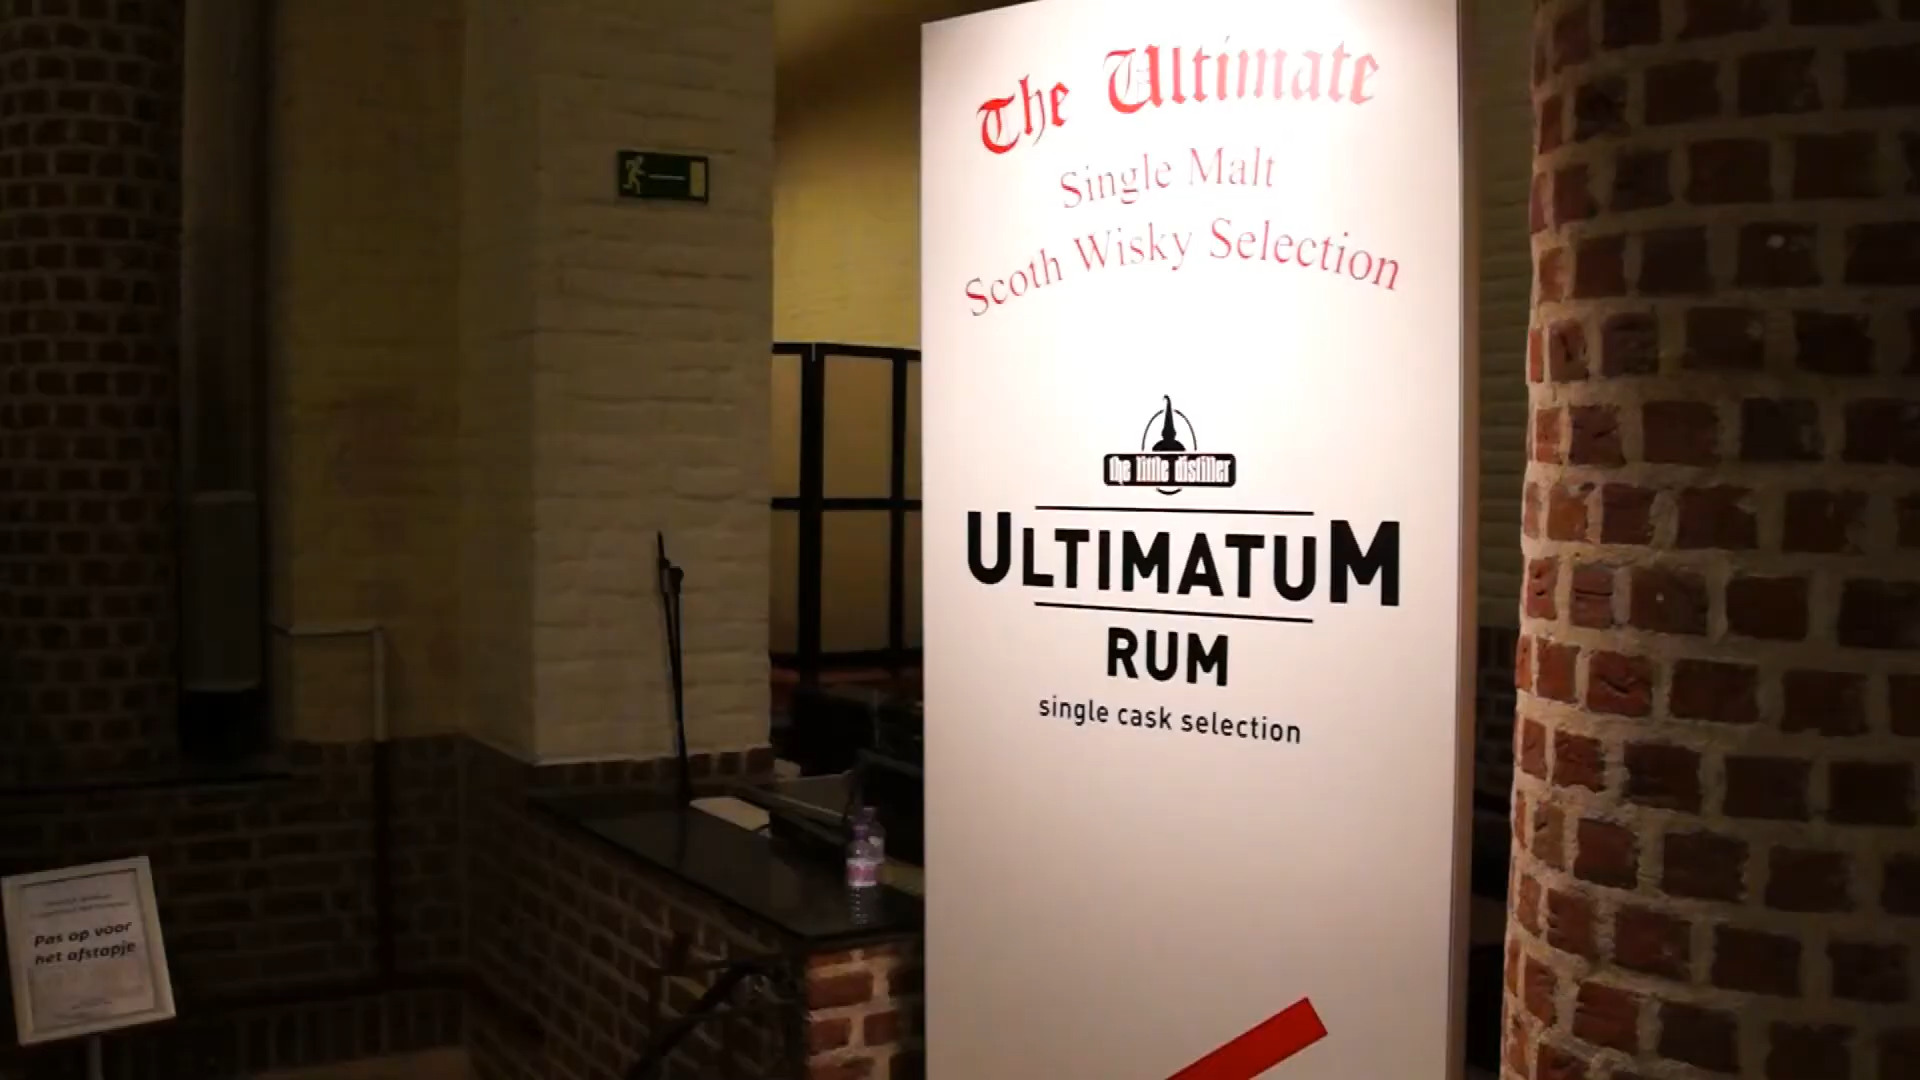 The Ultimate
Single Malt
Scoth Wisky Selection
the little distiller
ULTIMATUM
RUM
single cask selection
Pas op voor
het afstapje